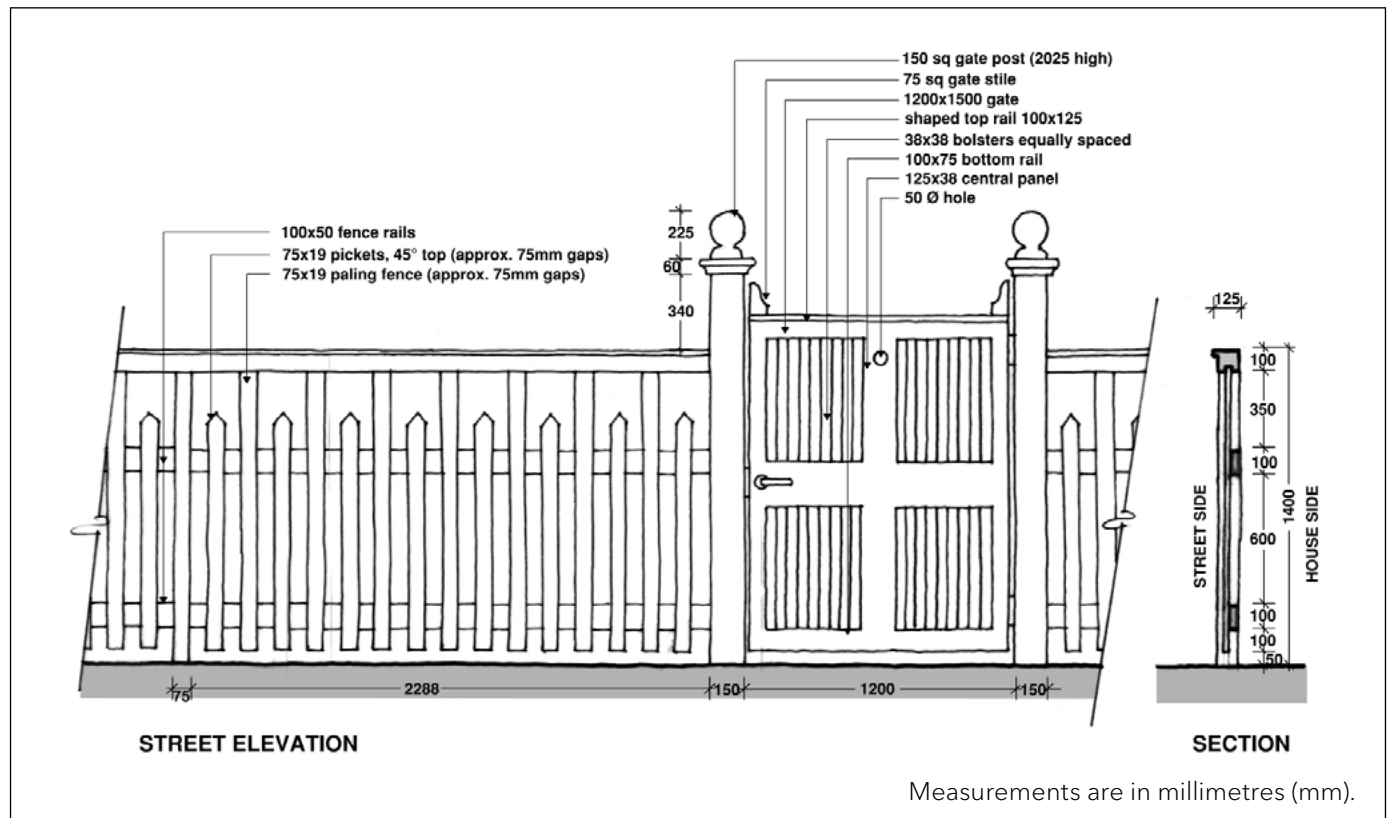 150 sq gate post (2025 high)
75 sq gate stile
1200x1500 gate
shaped top rail 100x125
38x38 bolsters equally spaced
100x75 bottom rail
125x38 central panel
50 Ø hole
100x50 fence rails
75x19 pickets, 45° top (approx. 75mm gaps)
75x19 paling fence (approx. 75mm gaps)
225
60
340
125
100
350
100
600
100
100
50
1400
STREET SIDE
HOUSE SIDE
75
2288
150
1200
150
STREET ELEVATION
SECTION
Measurements are in millimetres (mm).